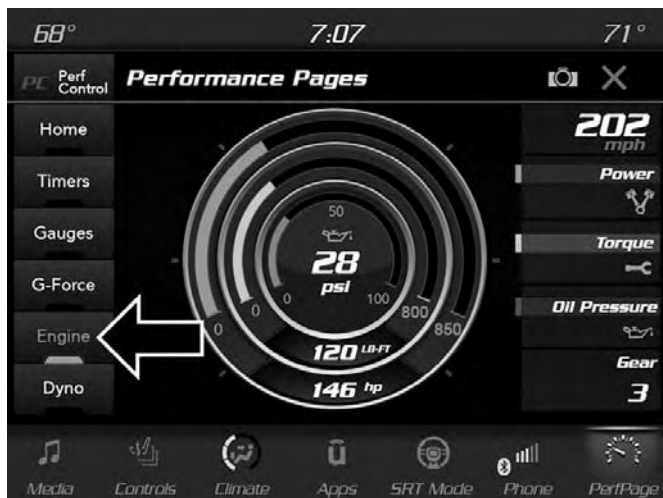 68° 7:07 71°
PC Perf Control Performance Pages
Home
Timers
Gauges
G-Force
Engine
Dyno
50
28
psi
0 0 0 100 800 850
120 LB-FT
146 hp
202
mph
Power
Torque
Oil Pressure
Gear
3
Media Controls Climate Apps SRT Mode Phone PerfPage